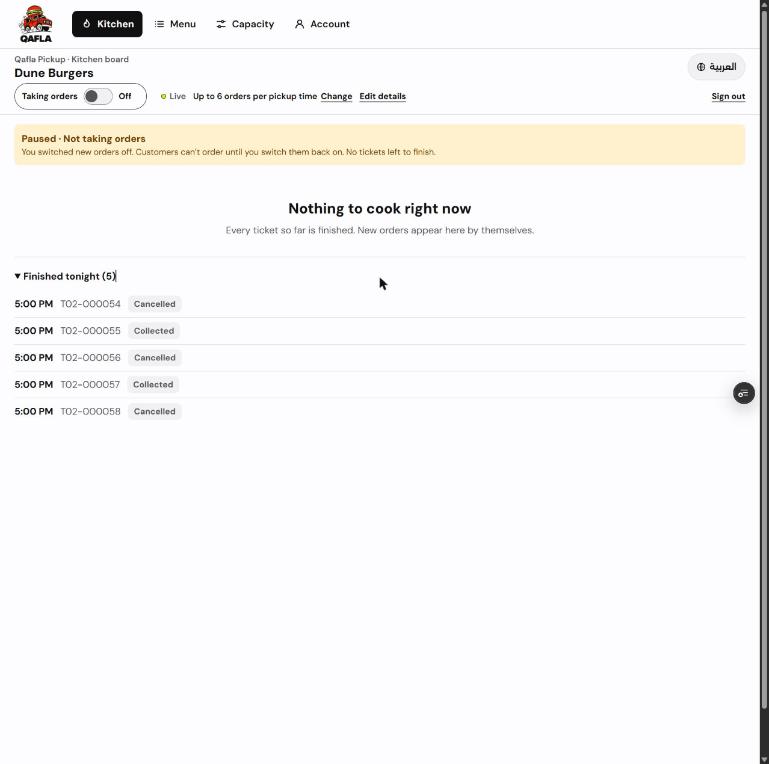 QAFLA
Kitchen
Menu
Capacity
Account
Qafla Pickup · Kitchen board
Dune Burgers
العربية
Taking orders Off
Live Up to 6 orders per pickup time Change Edit details
Sign out
Paused · Not taking orders
You switched new orders off. Customers can't order until you switch them back on. No tickets left to finish.
Nothing to cook right now
Every ticket so far is finished. New orders appear here by themselves.
Finished tonight (5)
5:00 PM T02-000054 Cancelled
5:00 PM T02-000055 Collected
5:00 PM T02-000056 Cancelled
5:00 PM T02-000057 Collected
5:00 PM T02-000058 Cancelled